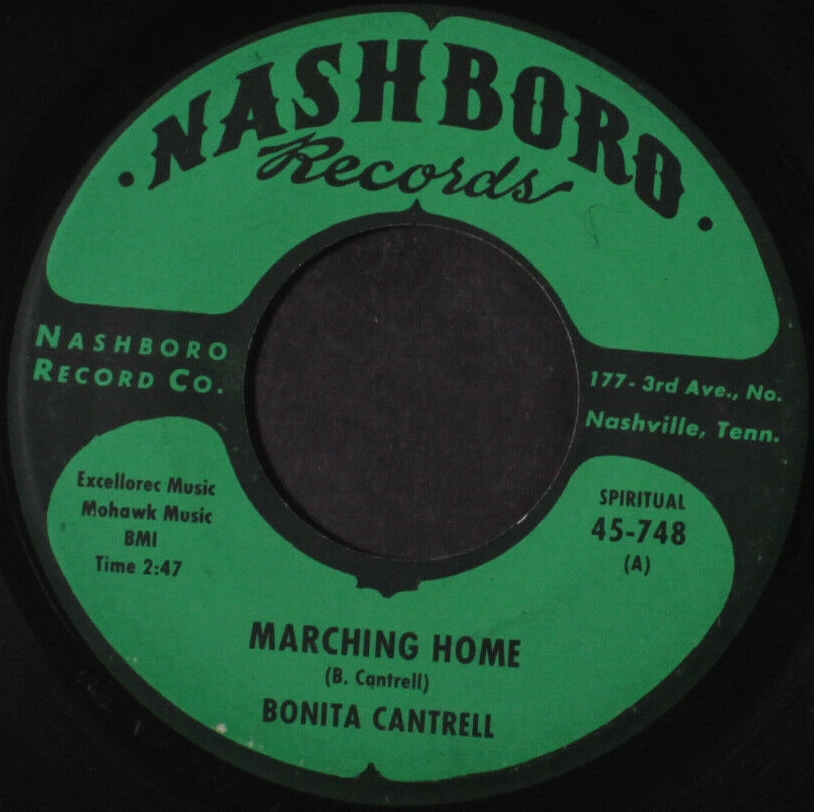 • NASHBORO •
Records
NASHBORO
RECORD CO.
177- 3rd Ave., No.
Nashville, Tenn.
Excellorec Music
Mohawk Music
BMI
Time 2:47
SPIRITUAL
45-748
(A)
MARCHING HOME
(B. Cantrell)
BONITA CANTRELL